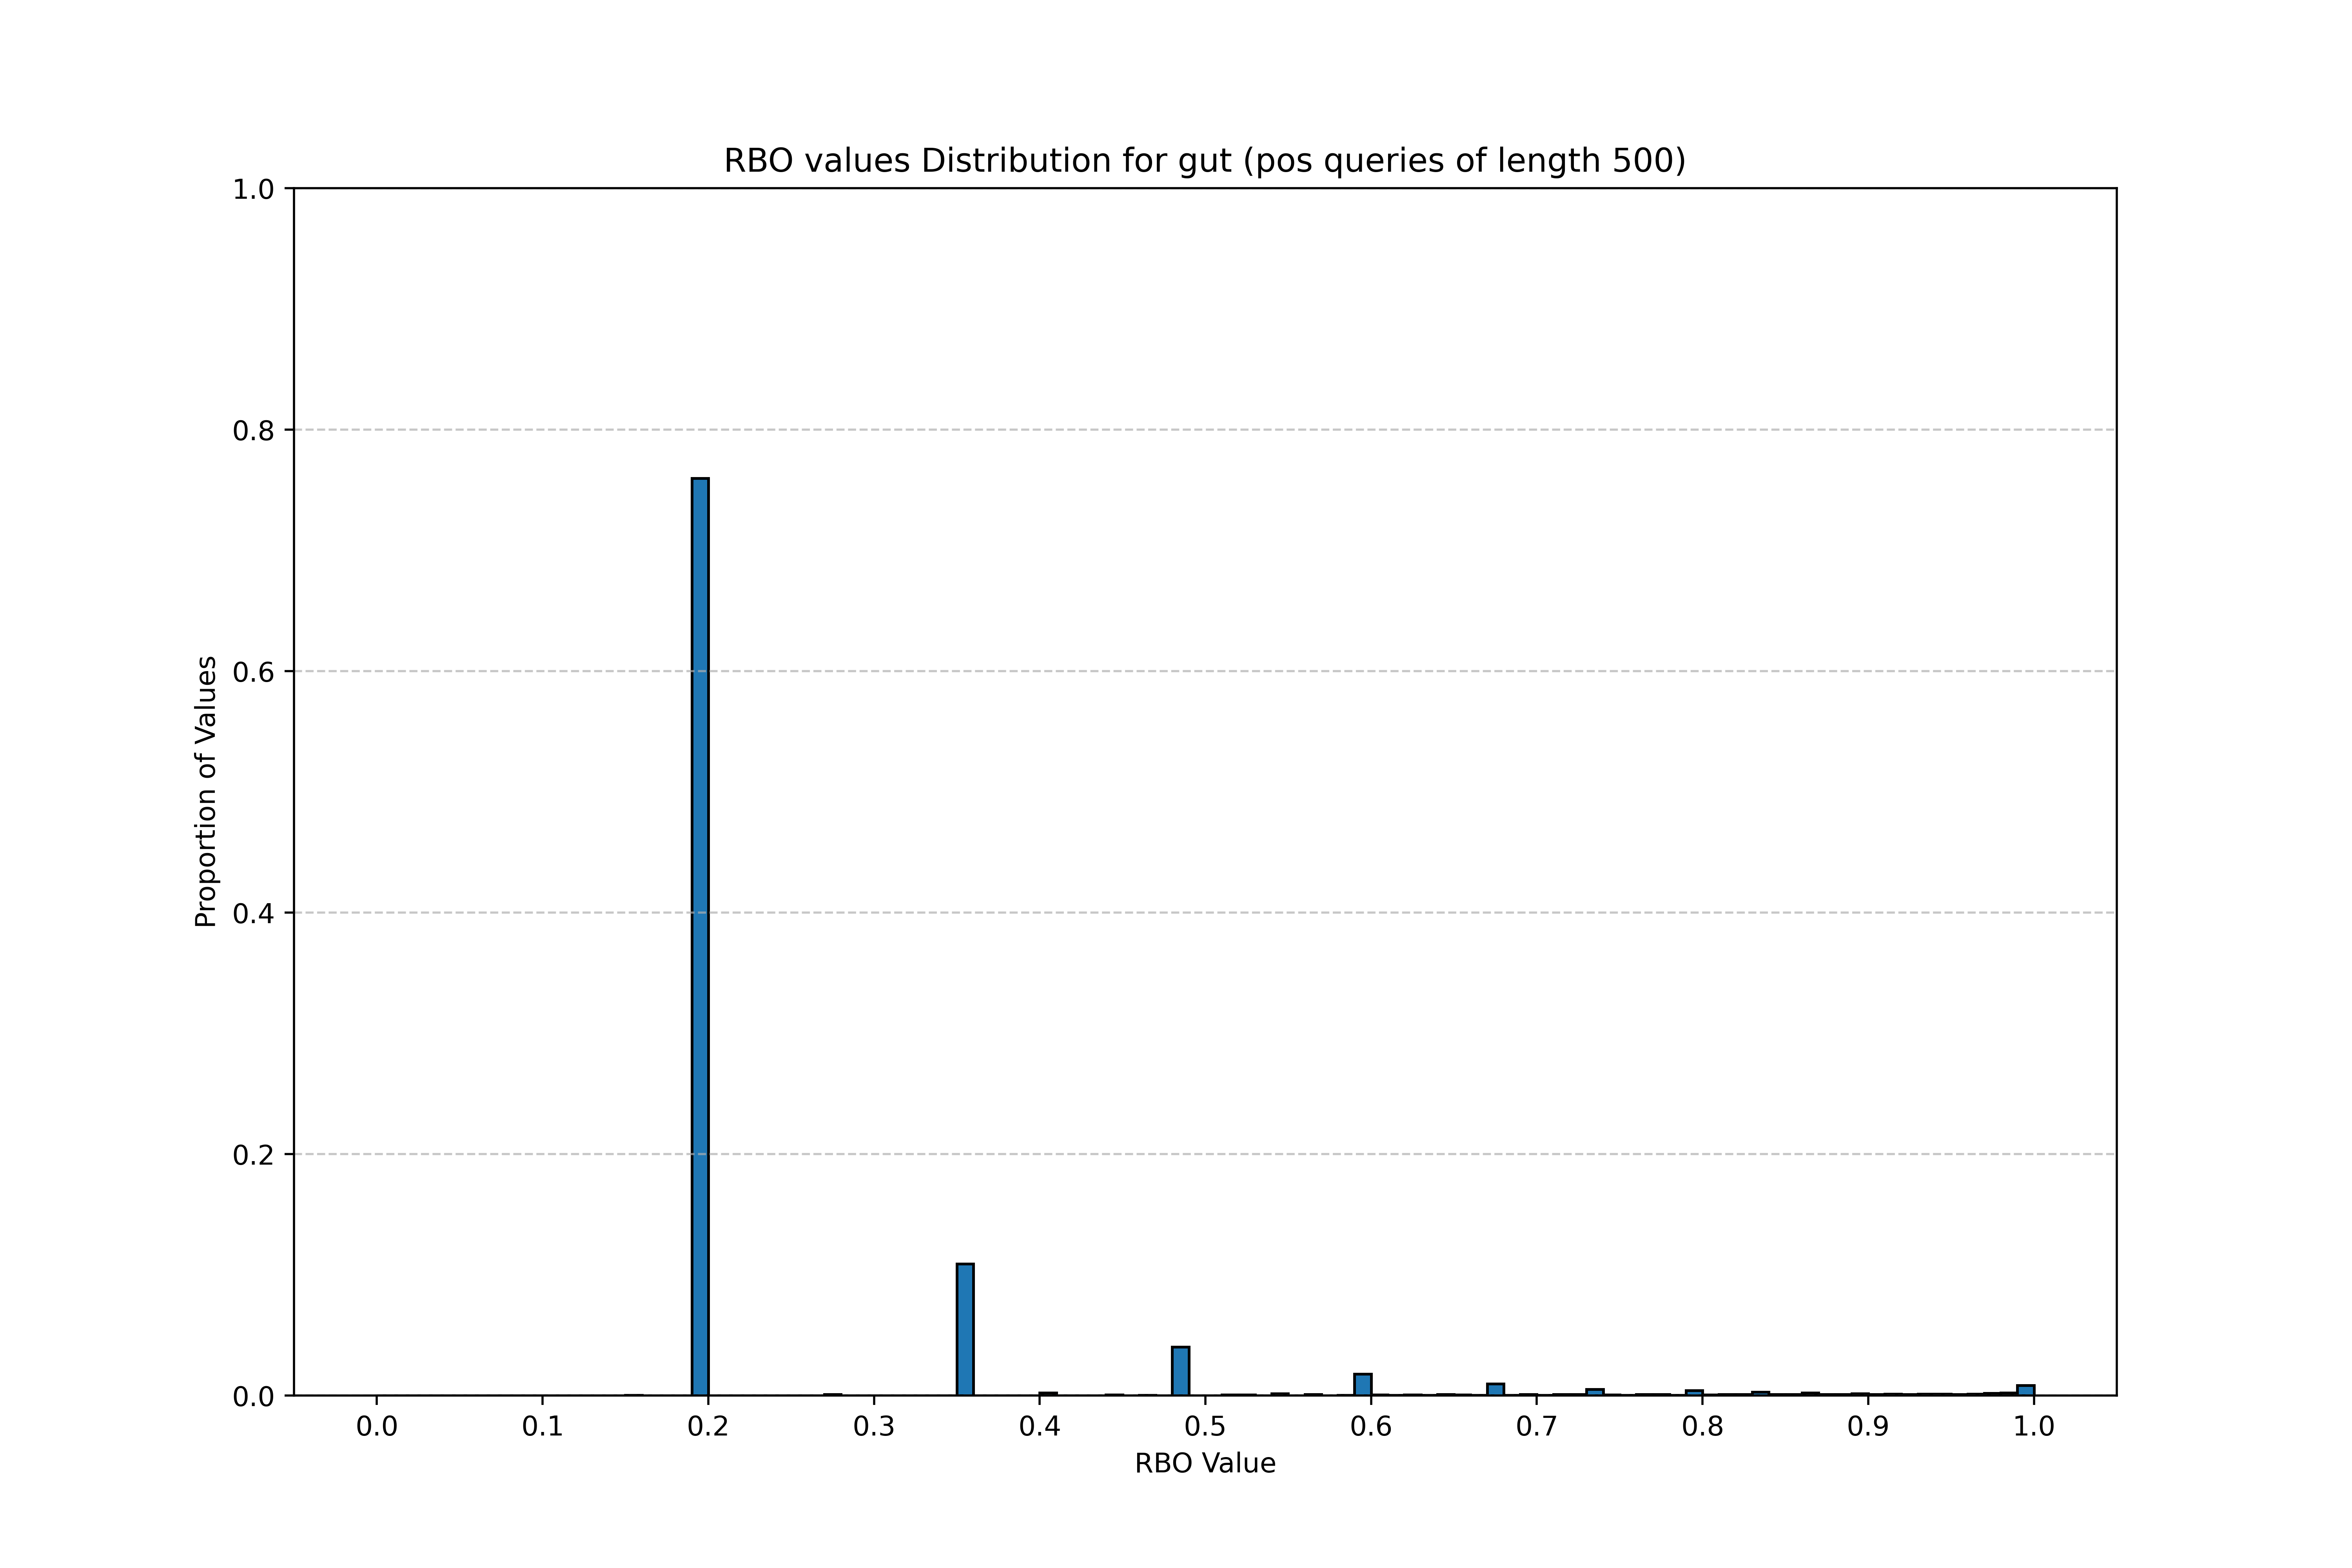 RBO values Distribution for gut (pos queries of length 500)
1.0
0.8
0.6
0.4
0.2
0.0
Proportion of Values
0.0 0.1 0.2 0.3 0.4 0.5 0.6 0.7 0.8 0.9 1.0
RBO Value